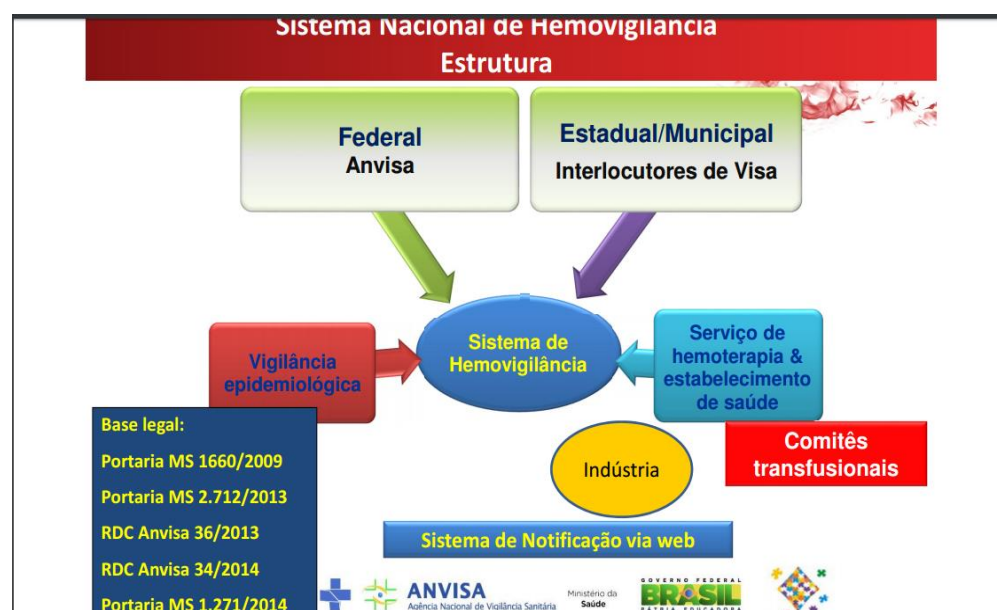 Sistema Nacional de Hemovigilância
Estrutura
Federal
Anvisa
Estadual/Municipal
Interlocutores de Visa
Vigilância
epidemiológica
Sistema de
Hemovigilância
Serviço de
hemoterapia &
estabelecimento
de saúde
Base legal:
Portaria MS 1660/2009
Portaria MS 2.712/2013
RDC Anvisa 36/2013
RDC Anvisa 34/2014
Portaria MS 1.271/2014
Indústria
Comitês
transfusionais
Sistema de Notificação via web
ANVISA
Agência Nacional de Vigilância Sanitária
Ministério da
Saúde
GOVERNO FEDERAL
BRASIL
PÁTRIA EDUCADORA